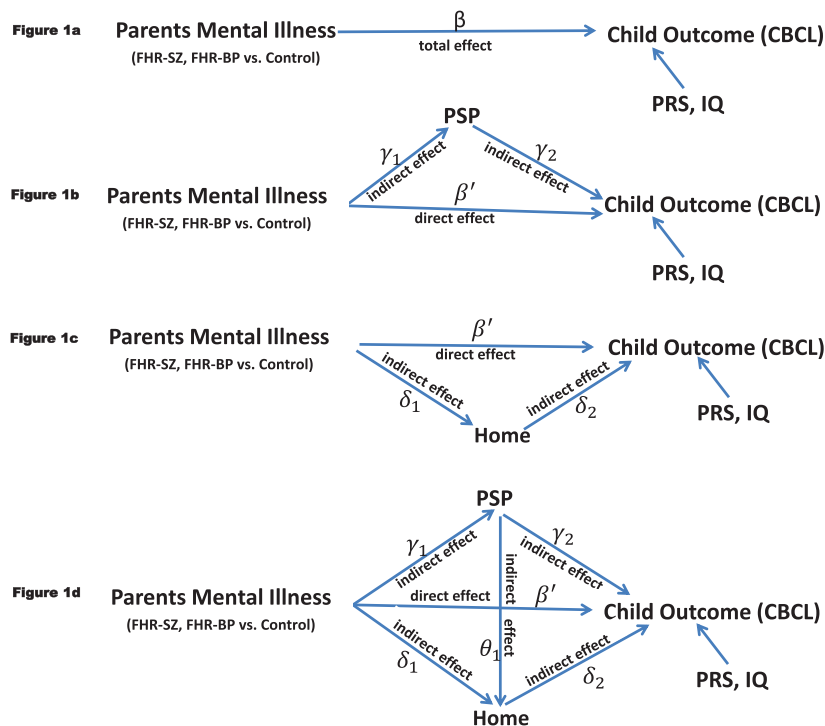 Figure 1a
Parents Mental Illness
(FHR-SZ, FHR-BP vs. Control)
β
total effect
Child Outcome (CBCL)
PRS, IQ
Figure 1b
Parents Mental Illness
(FHR-SZ, FHR-BP vs. Control)
PSP
γ1
indirect effect
γ2
indirect effect
β′
direct effect
Child Outcome (CBCL)
PRS, IQ
Figure 1c
Parents Mental Illness
(FHR-SZ, FHR-BP vs. Control)
β′
direct effect
Child Outcome (CBCL)
indirect effect
δ1
indirect effect
δ2
Home
PRS, IQ
Figure 1d
Parents Mental Illness
(FHR-SZ, FHR-BP vs. Control)
PSP
γ1
indirect effect
γ2
indirect effect
direct effect
β′
indirect effect
θ1
Child Outcome (CBCL)
indirect effect
δ1
indirect effect
δ2
Home
PRS, IQ